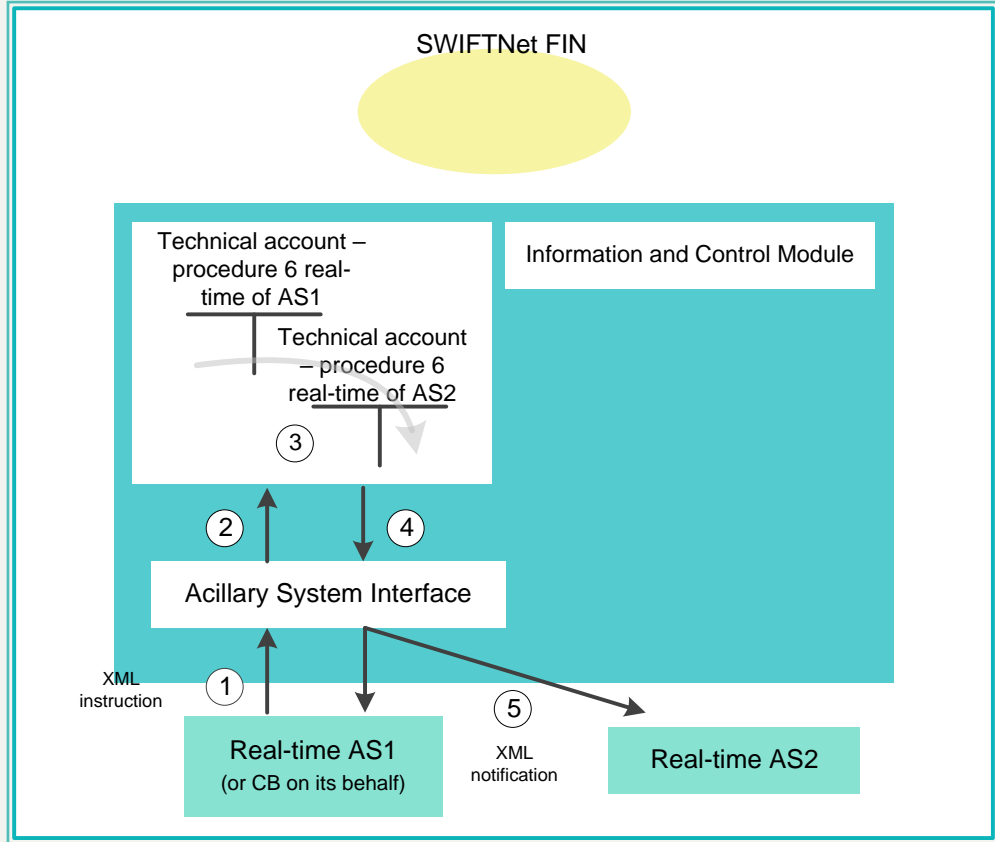 SWIFTNet FIN
Technical account –
procedure 6 real-
time of AS1
Information and Control Module
Technical account
– procedure 6
real-time of AS2
3
2
4
Acillary System Interface
XML
instruction
1
5
XML
notification
Real-time AS1
(or CB on its behalf)
Real-time AS2